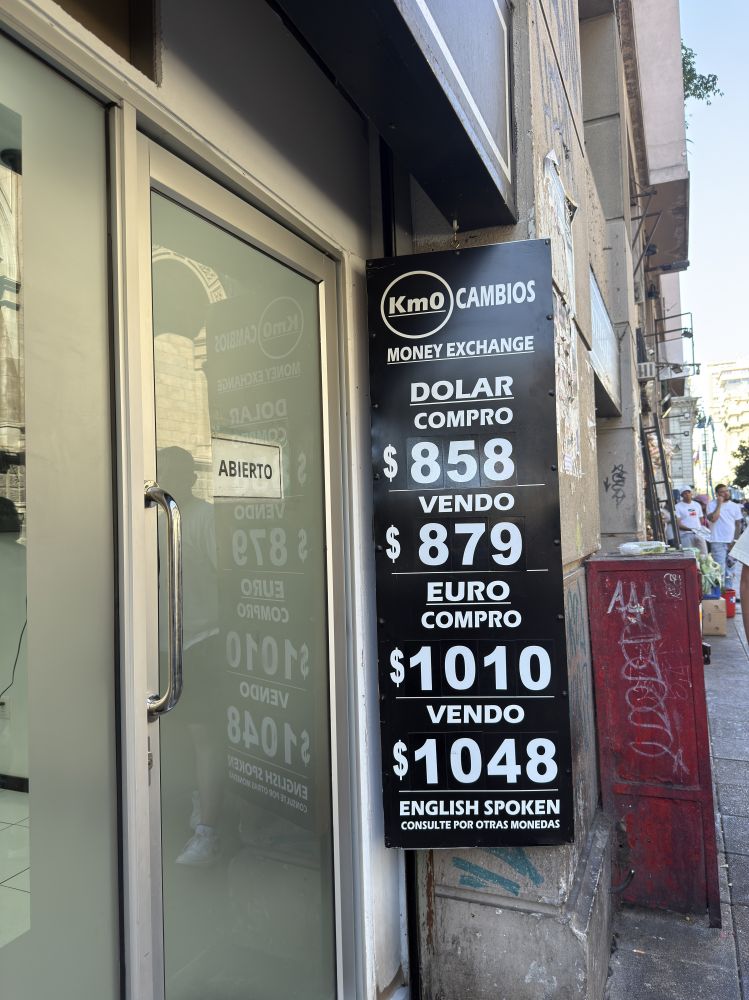 Km0 CAMBIOS
MONEY EXCHANGE
DOLAR
COMPRO
$ 858
VENDO
$ 879
EURO
COMPRO
$ 1010
VENDO
$ 1048
ENGLISH SPOKEN
CONSULTE POR OTRAS MONEDAS
ABIERTO